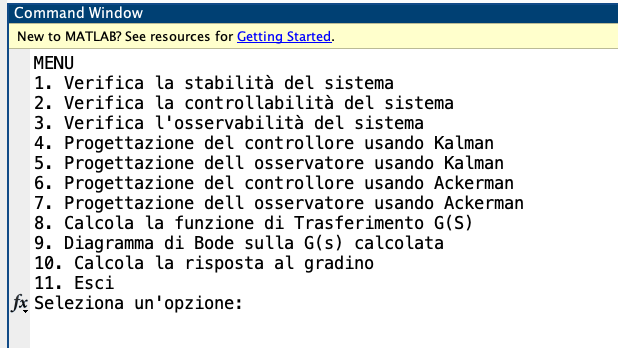 Command Window
New to MATLAB? See resources for Getting Started.
MENU
1. Verifica la stabilità del sistema
2. Verifica la controllabilità del sistema
3. Verifica l'osservabilità del sistema
4. Progettazione del controllore usando Kalman
5. Progettazione dell osservatore usando Kalman
6. Progettazione del controllore usando Ackerman
7. Progettazione dell osservatore usando Ackerman
8. Calcola la funzione di Trasferimento G(S)
9. Diagramma di Bode sulla G(s) calcolata
10. Calcola la risposta al gradino
11. Esci
fx Seleziona un'opzione: